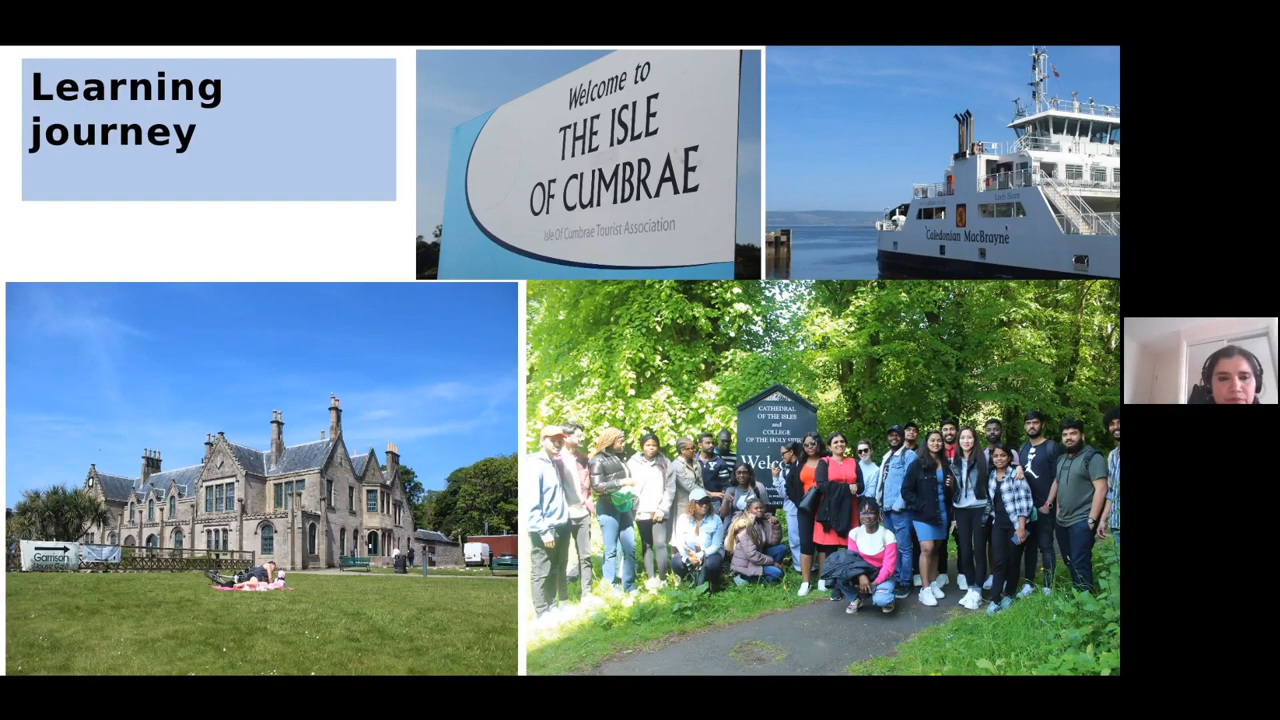 Learning
journey
Welcome to
THE ISLE
OF CUMBRAE
Isle Of Cumbrae Tourist Association
Caledonian MacBrayne
Garrison
CATHEDRAL
OF THE ISLES
and
COLLEGE
OF THE HOLY